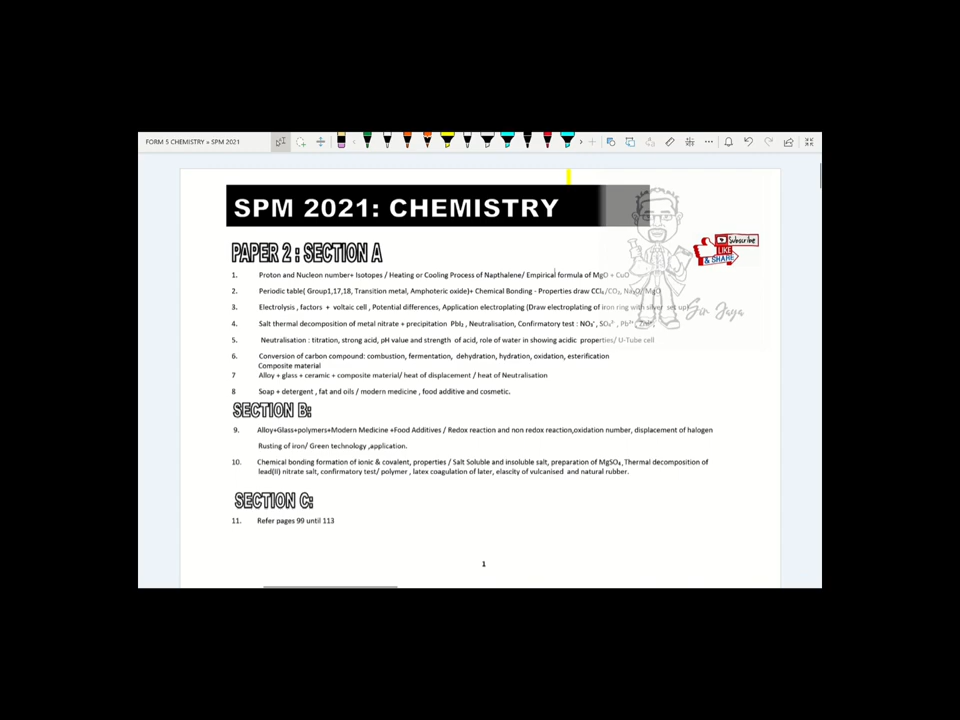 FORM 5 CHEMISTRY » SPM 2021
SPM 2021: CHEMISTRY
PAPER 2 : SECTION A
Subscribe
LIKE
& SHARE
1. Proton and Nucleon number+ Isotopes / Heating or Cooling Process of Napthalene/ Empirical formula of MgO + CuO
2. Periodic table( Group1,17,18, Transition metal, Amphoteric oxide)+ Chemical Bonding - Properties draw CCl₄/CO₂, Na₂O/ MgO
3. Electrolysis , factors + voltaic cell , Potential differences, Application electroplating (Draw electroplating of iron ring with silver set up)
Sir Jaya
4. Salt thermal decomposition of metal nitrate + precipitation PbI₂ , Neutralisation, Confirmatory test : NO₃⁻, SO₄²⁻ , Pb²⁺, Zn²⁺,
5. Neutralisation : titration, strong acid, pH value and strength of acid, role of water in showing acidic properties/ U-Tube cell
6. Conversion of carbon compound: combustion, fermentation, dehydration, hydration, oxidation, esterification
Composite material
7 Alloy + glass + ceramic + composite material/ heat of displacement / heat of Neutralisation
8 Soap + detergent , fat and oils / modern medicine , food additive and cosmetic.
SECTION B:
9. Alloy+Glass+polymers+Modern Medicine +Food Additives / Redox reaction and non redox reaction,oxidation number, displacement of halogen
Rusting of iron/ Green technology ,application.
10. Chemical bonding formation of ionic & covalent, properties / Salt Soluble and insoluble salt, preparation of MgSO₄, Thermal decomposition of
lead(II) nitrate salt, confirmatory test/ polymer , latex coagulation of later, elascity of vulcanised and natural rubber.
SECTION C:
11. Refer pages 99 until 113
1